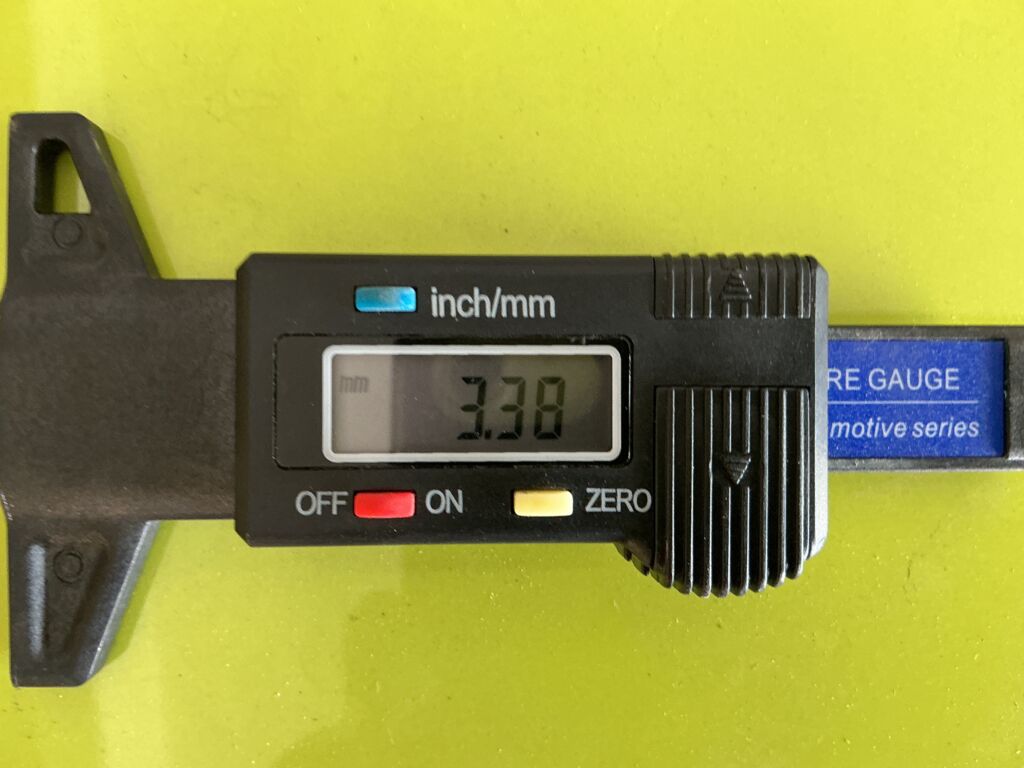 inch/mm
mm
3.38
OFF ON ZERO
RE GAUGE
motive series